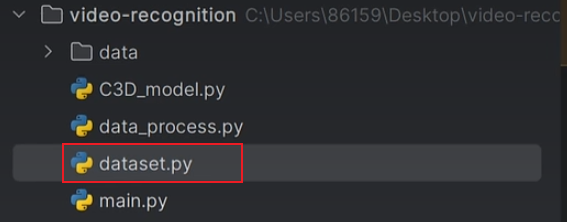 video-recognition C:\Users\86159\Desktop\video-reco
data
C3D_model.py
data_process.py
dataset.py
main.py